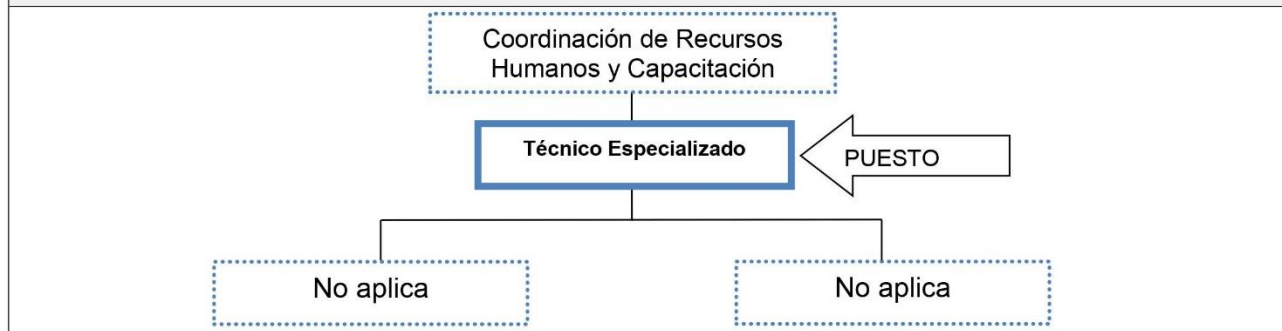 Coordinación de Recursos
Humanos y Capacitación
Técnico Especializado
PUESTO
No aplica
No aplica